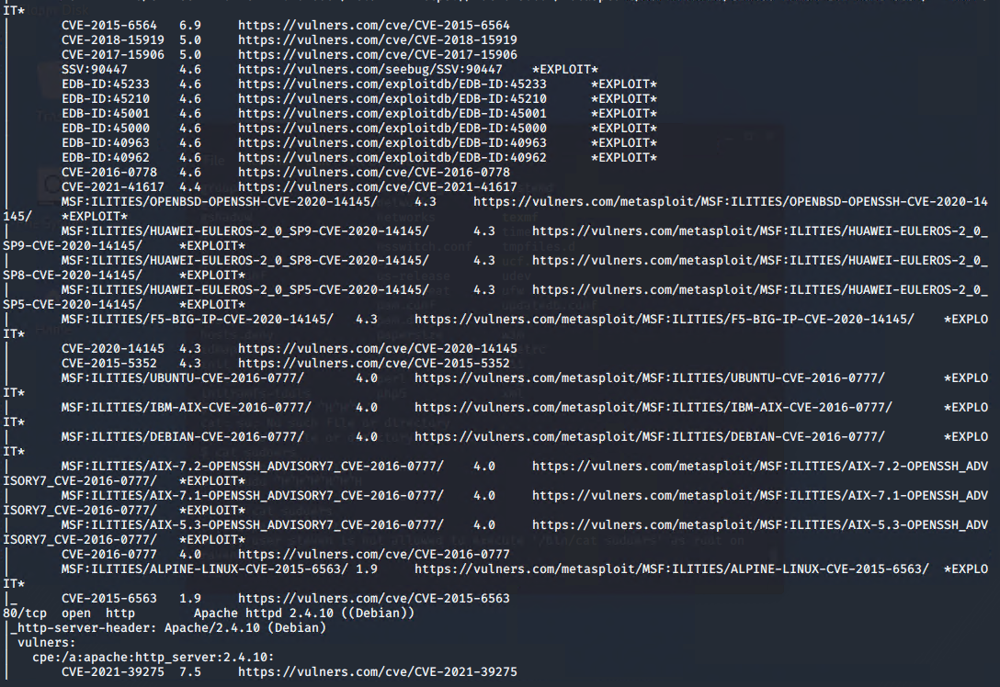 IT*
|       CVE-2015-6564   6.9     https://vulners.com/cve/CVE-2015-6564
|       CVE-2018-15919  5.0     https://vulners.com/cve/CVE-2018-15919
|       CVE-2017-15906  5.0     https://vulners.com/cve/CVE-2017-15906
|       SSV:90447       4.6     https://vulners.com/seebug/SSV:90447    *EXPLOIT*
|       EDB-ID:45233    4.6     https://vulners.com/exploitdb/EDB-ID:45233      *EXPLOIT*
|       EDB-ID:45210    4.6     https://vulners.com/exploitdb/EDB-ID:45210      *EXPLOIT*
|       EDB-ID:45001    4.6     https://vulners.com/exploitdb/EDB-ID:45001      *EXPLOIT*
|       EDB-ID:45000    4.6     https://vulners.com/exploitdb/EDB-ID:45000      *EXPLOIT*
|       EDB-ID:40963    4.6     https://vulners.com/exploitdb/EDB-ID:40963      *EXPLOIT*
|       EDB-ID:40962    4.6     https://vulners.com/exploitdb/EDB-ID:40962      *EXPLOIT*
|       CVE-2016-0778   4.6     https://vulners.com/cve/CVE-2016-0778
|       CVE-2021-41617  4.4     https://vulners.com/cve/CVE-2021-41617
|       MSF:ILITIES/OPENBSD-OPENSSH-CVE-2020-14145/     4.3     https://vulners.com/metasploit/MSF:ILITIES/OPENBSD-OPENSSH-CVE-2020-14
145/    *EXPLOIT*
|       MSF:ILITIES/HUAWEI-EULEROS-2_0_SP9-CVE-2020-14145/      4.3     https://vulners.com/metasploit/MSF:ILITIES/HUAWEI-EULEROS-2_0_
SP9-CVE-2020-14145/     *EXPLOIT*
|       MSF:ILITIES/HUAWEI-EULEROS-2_0_SP8-CVE-2020-14145/      4.3     https://vulners.com/metasploit/MSF:ILITIES/HUAWEI-EULEROS-2_0_
SP8-CVE-2020-14145/     *EXPLOIT*
|       MSF:ILITIES/HUAWEI-EULEROS-2_0_SP5-CVE-2020-14145/      4.3     https://vulners.com/metasploit/MSF:ILITIES/HUAWEI-EULEROS-2_0_
SP5-CVE-2020-14145/     *EXPLOIT*
|       MSF:ILITIES/F5-BIG-IP-CVE-2020-14145/   4.3     https://vulners.com/metasploit/MSF:ILITIES/F5-BIG-IP-CVE-2020-14145/    *EXPLO
IT*
|       CVE-2020-14145  4.3     https://vulners.com/cve/CVE-2020-14145
|       CVE-2015-5352   4.3     https://vulners.com/cve/CVE-2015-5352
|       MSF:ILITIES/UBUNTU-CVE-2016-0777/       4.0     https://vulners.com/metasploit/MSF:ILITIES/UBUNTU-CVE-2016-0777/        *EXPLO
IT*
|       MSF:ILITIES/IBM-AIX-CVE-2016-0777/      4.0     https://vulners.com/metasploit/MSF:ILITIES/IBM-AIX-CVE-2016-0777/       *EXPLO
IT*
|       MSF:ILITIES/DEBIAN-CVE-2016-0777/       4.0     https://vulners.com/metasploit/MSF:ILITIES/DEBIAN-CVE-2016-0777/        *EXPLO
IT*
|       MSF:ILITIES/AIX-7.2-OPENSSH_ADVISORY7_CVE-2016-0777/    4.0     https://vulners.com/metasploit/MSF:ILITIES/AIX-7.2-OPENSSH_ADV
ISORY7_CVE-2016-0777/   *EXPLOIT*
|       MSF:ILITIES/AIX-7.1-OPENSSH_ADVISORY7_CVE-2016-0777/    4.0     https://vulners.com/metasploit/MSF:ILITIES/AIX-7.1-OPENSSH_ADV
ISORY7_CVE-2016-0777/   *EXPLOIT*
|       MSF:ILITIES/AIX-5.3-OPENSSH_ADVISORY7_CVE-2016-0777/    4.0     https://vulners.com/metasploit/MSF:ILITIES/AIX-5.3-OPENSSH_ADV
ISORY7_CVE-2016-0777/   *EXPLOIT*
|       CVE-2016-0777   4.0     https://vulners.com/cve/CVE-2016-0777
|       MSF:ILITIES/ALPINE-LINUX-CVE-2015-6563/ 1.9     https://vulners.com/metasploit/MSF:ILITIES/ALPINE-LINUX-CVE-2015-6563/  *EXPLO
IT*
|_      CVE-2015-6563   1.9     https://vulners.com/cve/CVE-2015-6563
80/tcp  open  http        Apache httpd 2.4.10 ((Debian))
|_http-server-header: Apache/2.4.10 (Debian)
| vulners:
|   cpe:/a:apache:http_server:2.4.10:
|       CVE-2021-39275  7.5     https://vulners.com/cve/CVE-2021-39275